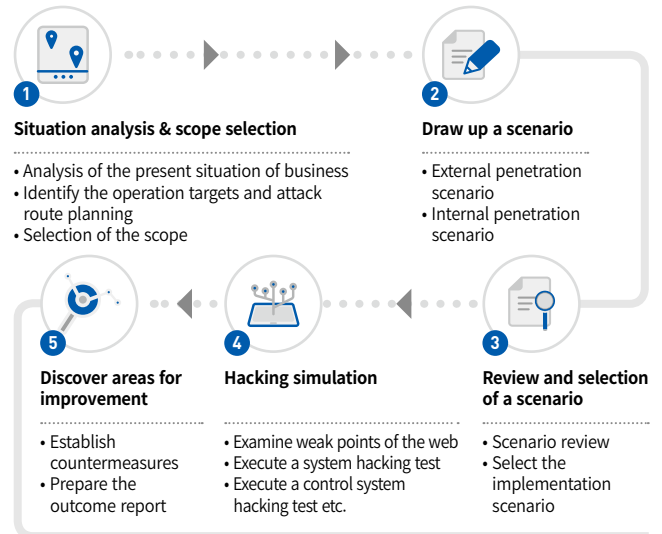 1
Situation analysis & scope selection
• Analysis of the present situation of business
• Identify the operation targets and attack
route planning
• Selection of the scope
2
Draw up a scenario
• External penetration
scenario
• Internal penetration
scenario
3
Review and selection
of a scenario
• Scenario review
• Select the
implementation
scenario
4
Hacking simulation
• Examine weak points of the web
• Execute a system hacking test
• Execute a control system
hacking test etc.
5
Discover areas for
improvement
• Establish
countermeasures
• Prepare the
outcome report